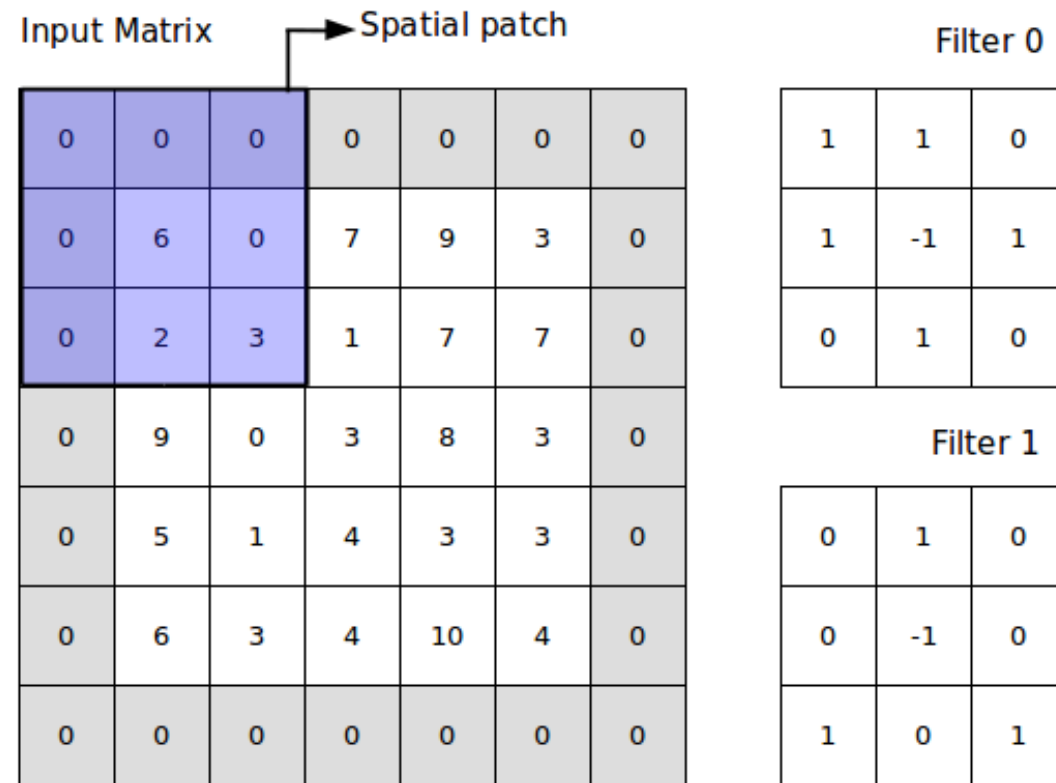 Input Matrix
Spatial patch
0 0 0 0 0 0 0
0 6 0 7 9 3 0
0 2 3 1 7 7 0
0 9 0 3 8 3 0
0 5 1 4 3 3 0
0 6 3 4 10 4 0
0 0 0 0 0 0 0
Filter 0
1 1 0
1 -1 1
0 1 0
Filter 1
0 1 0
0 -1 0
1 0 1